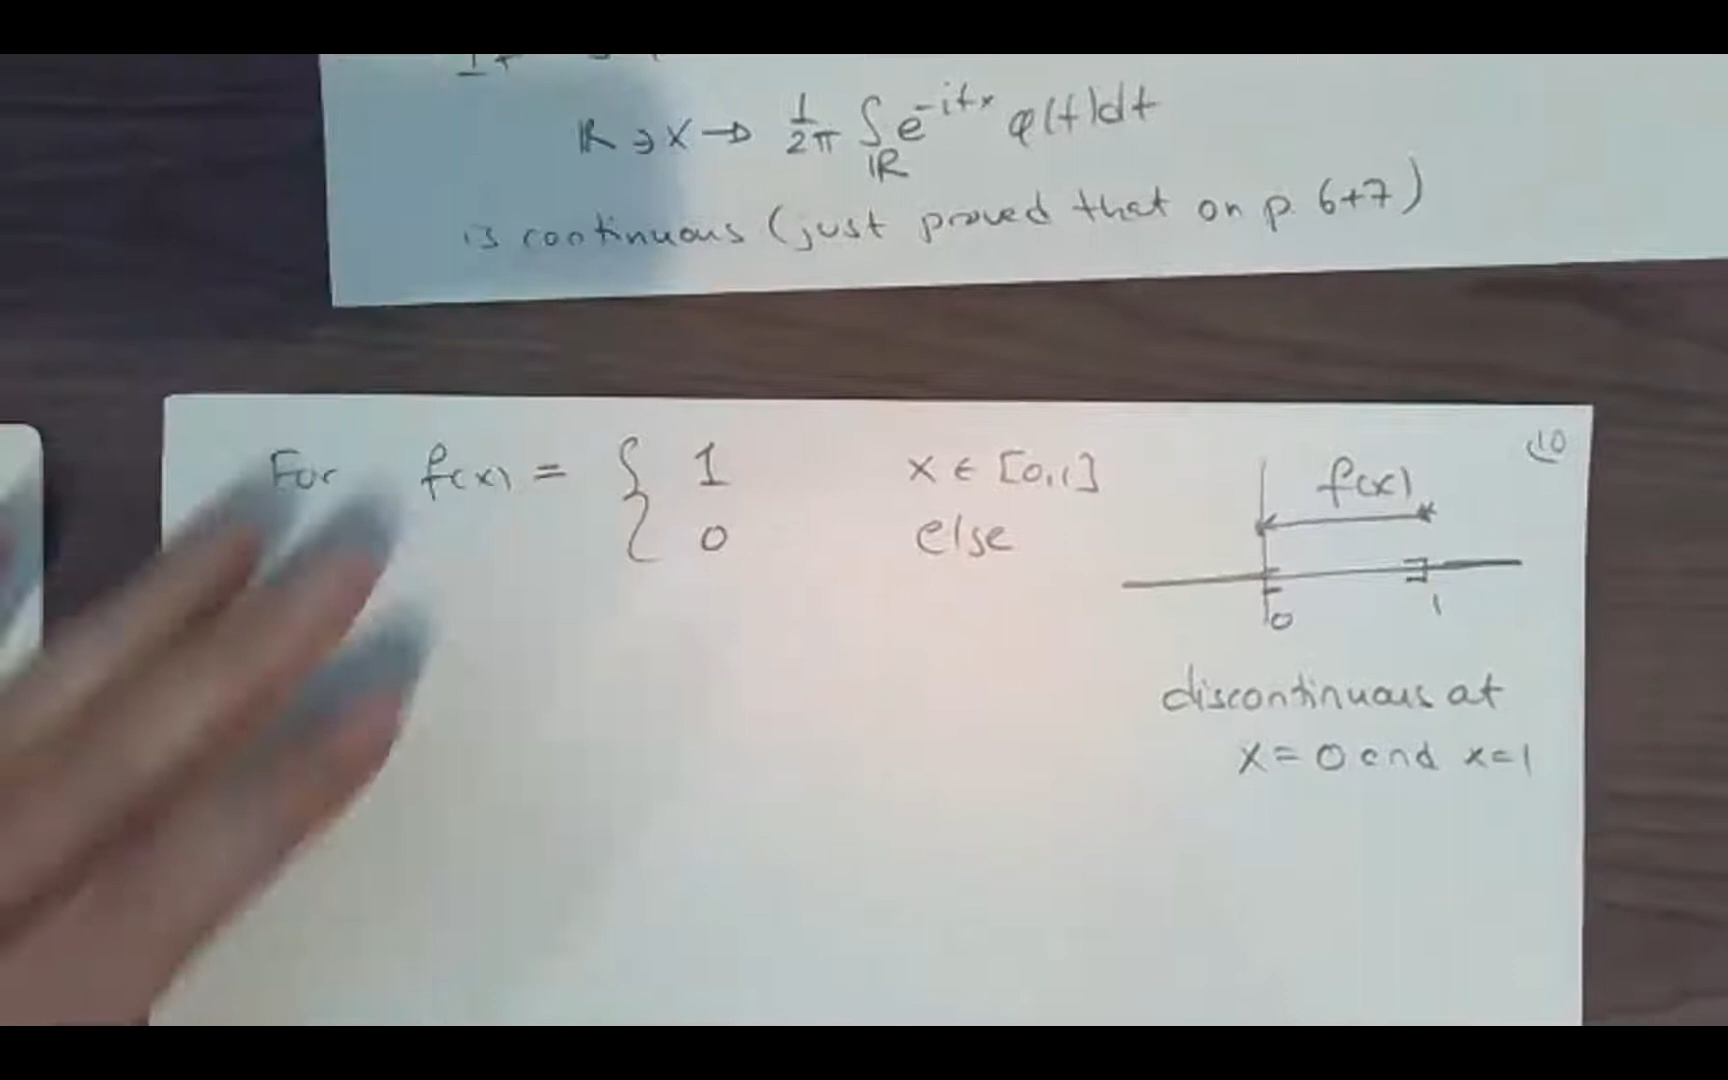 ℝ ∋ x → 1/2π ∫_ℝ e^{-itx} φ(t)dt
is continuous (just proved that on p. 6+7)
10
For f(x) = { 1 x ∈ [0,1]
0 else
f(x)
0 1
discontinuous at
x = 0 and x = 1